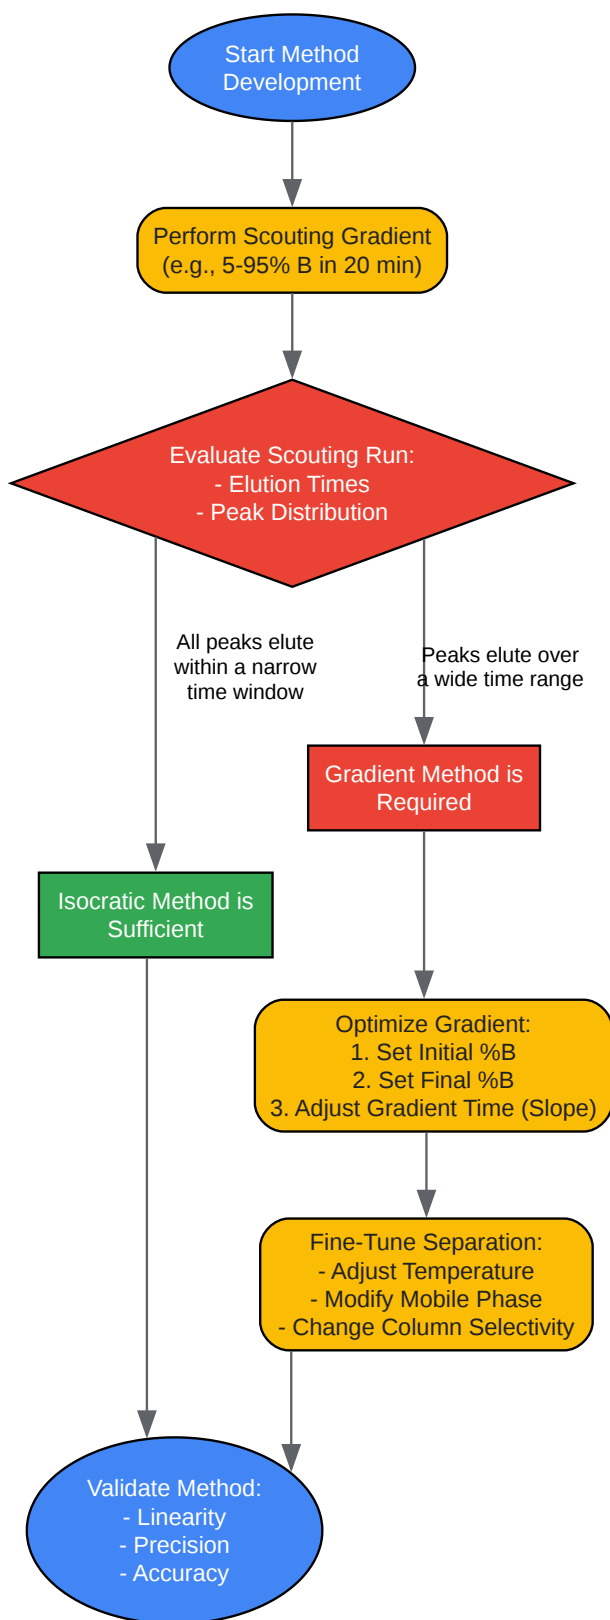 Start Method
Development
Perform Scouting Gradient
(e.g., 5-95% B in 20 min)
Evaluate Scouting Run:
- Elution Times
- Peak Distribution
All peaks elute
within a narrow
time window
Peaks elute over
a wide time range
Gradient Method is
Required
Isocratic Method is
Sufficient
Optimize Gradient:
1. Set Initial %B
2. Set Final %B
3. Adjust Gradient Time (Slope)
Fine-Tune Separation:
- Adjust Temperature
- Modify Mobile Phase
- Change Column Selectivity
Validate Method:
- Linearity
- Precision
- Accuracy